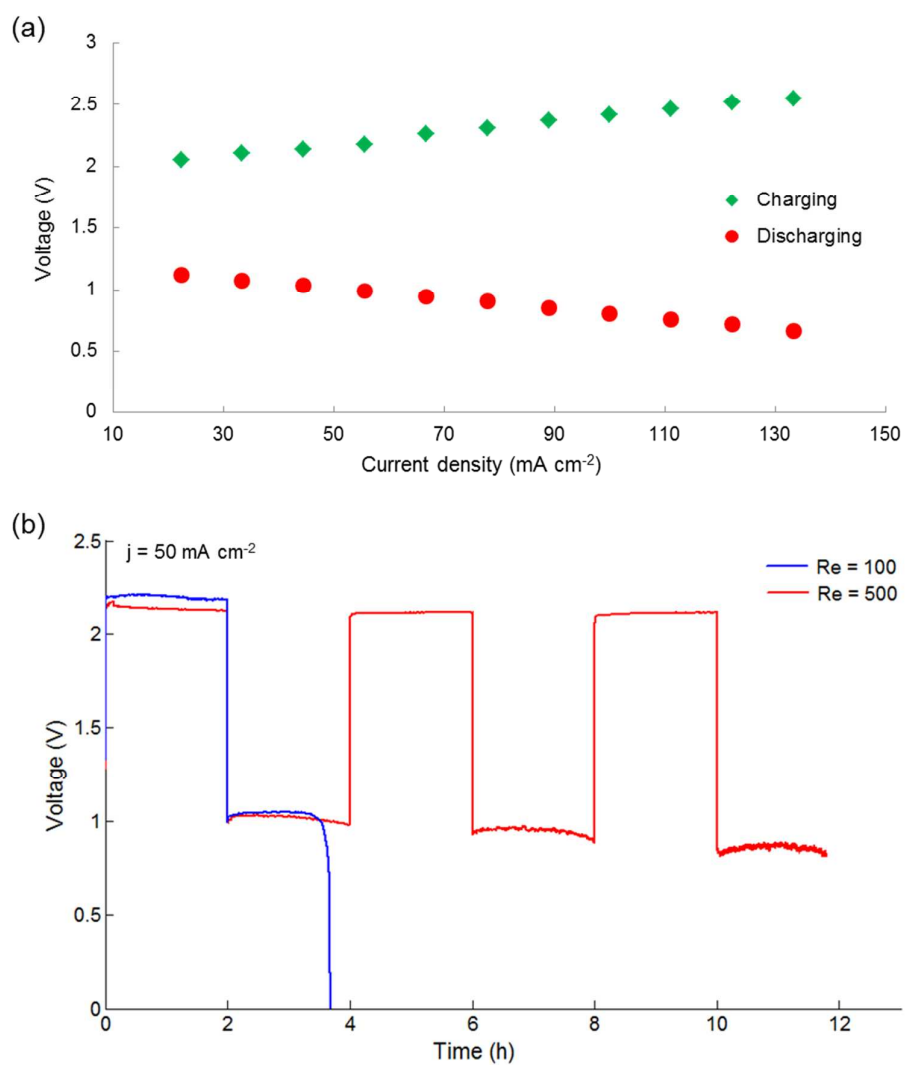 (a)
3
2.5
2
1.5
1
0.5
0
Voltage (V)
Charging
Discharging
10 30 50 70 90 110 130 150
Current density (mA cm-2)
(b)
j = 50 mA cm-2
Re = 100
Re = 500
2.5
2
1.5
1
0.5
0
Voltage (V)
0 2 4 6 8 10 12
Time (h)